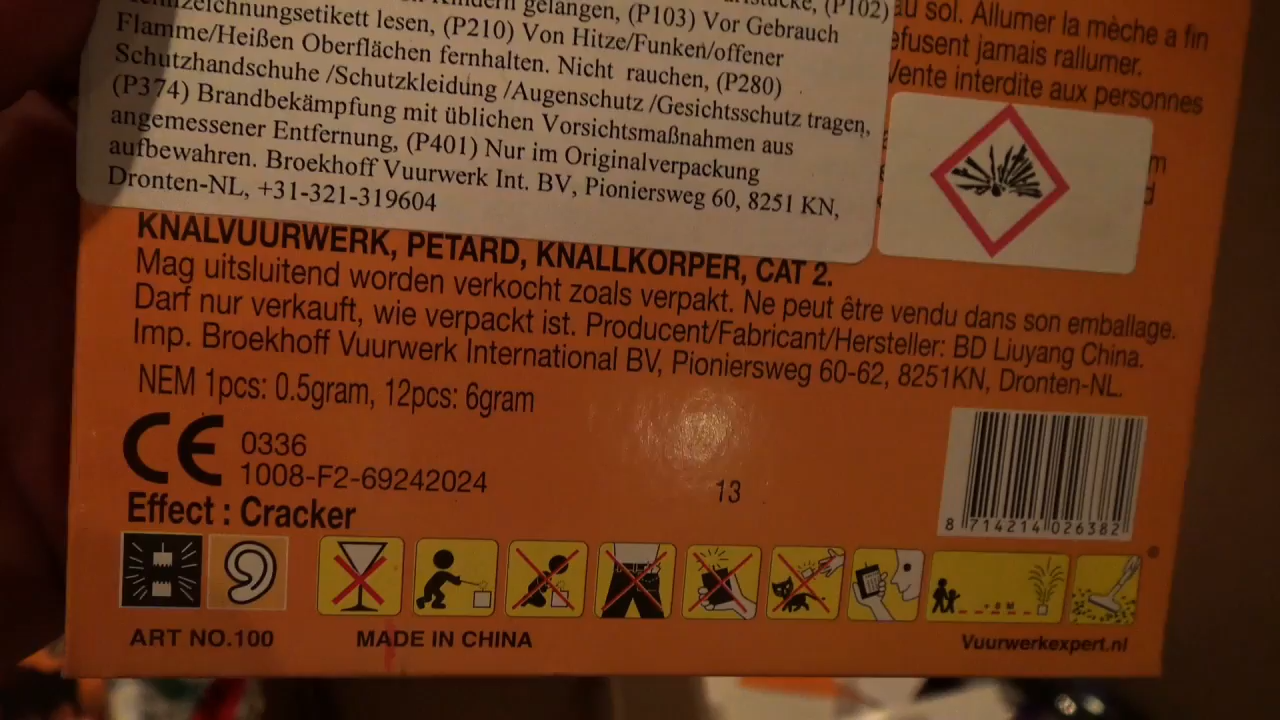 gelangen, (P103) Vor Gebrauch
lesen, (P210) Von Hitze/Funken/offener
Flamme/Heißen Oberflächen fernhalten. Nicht rauchen, (P280)
Schutzhandschuhe /Schutzkleidung /Augenschutz /Gesichtsschutz tragen,
(P374) Brandbekämpfung mit üblichen Vorsichtsmaßnahmen aus
angemessener Entfernung, (P401) Nur im Originalverpackung
aufbewahren. Broekhoff Vuurwerk Int. BV, Pioniersweg 60, 8251 KN,
Dronten-NL, +31-321-319604
au sol. Allumer la mèche a fin
jamais rallumer.
Vente interdite aux personnes
KNALVUURWERK, PETARD, KNALLKORPER, CAT 2.
Mag uitsluitend worden verkocht zoals verpakt. Ne peut être vendu dans son emballage.
Darf nur verkauft, wie verpackt ist. Producent/Fabricant/Hersteller: BD Liuyang China.
Imp. Broekhoff Vuurwerk International BV, Pioniersweg 60-62, 8251KN, Dronten-NL.
NEM 1pcs: 0.5gram, 12pcs: 6gram
CE 0336
1008-F2-69242024
13
Effect : Cracker
8 714214 026382
ART NO.100
MADE IN CHINA
Vuurwerkexpert.nl